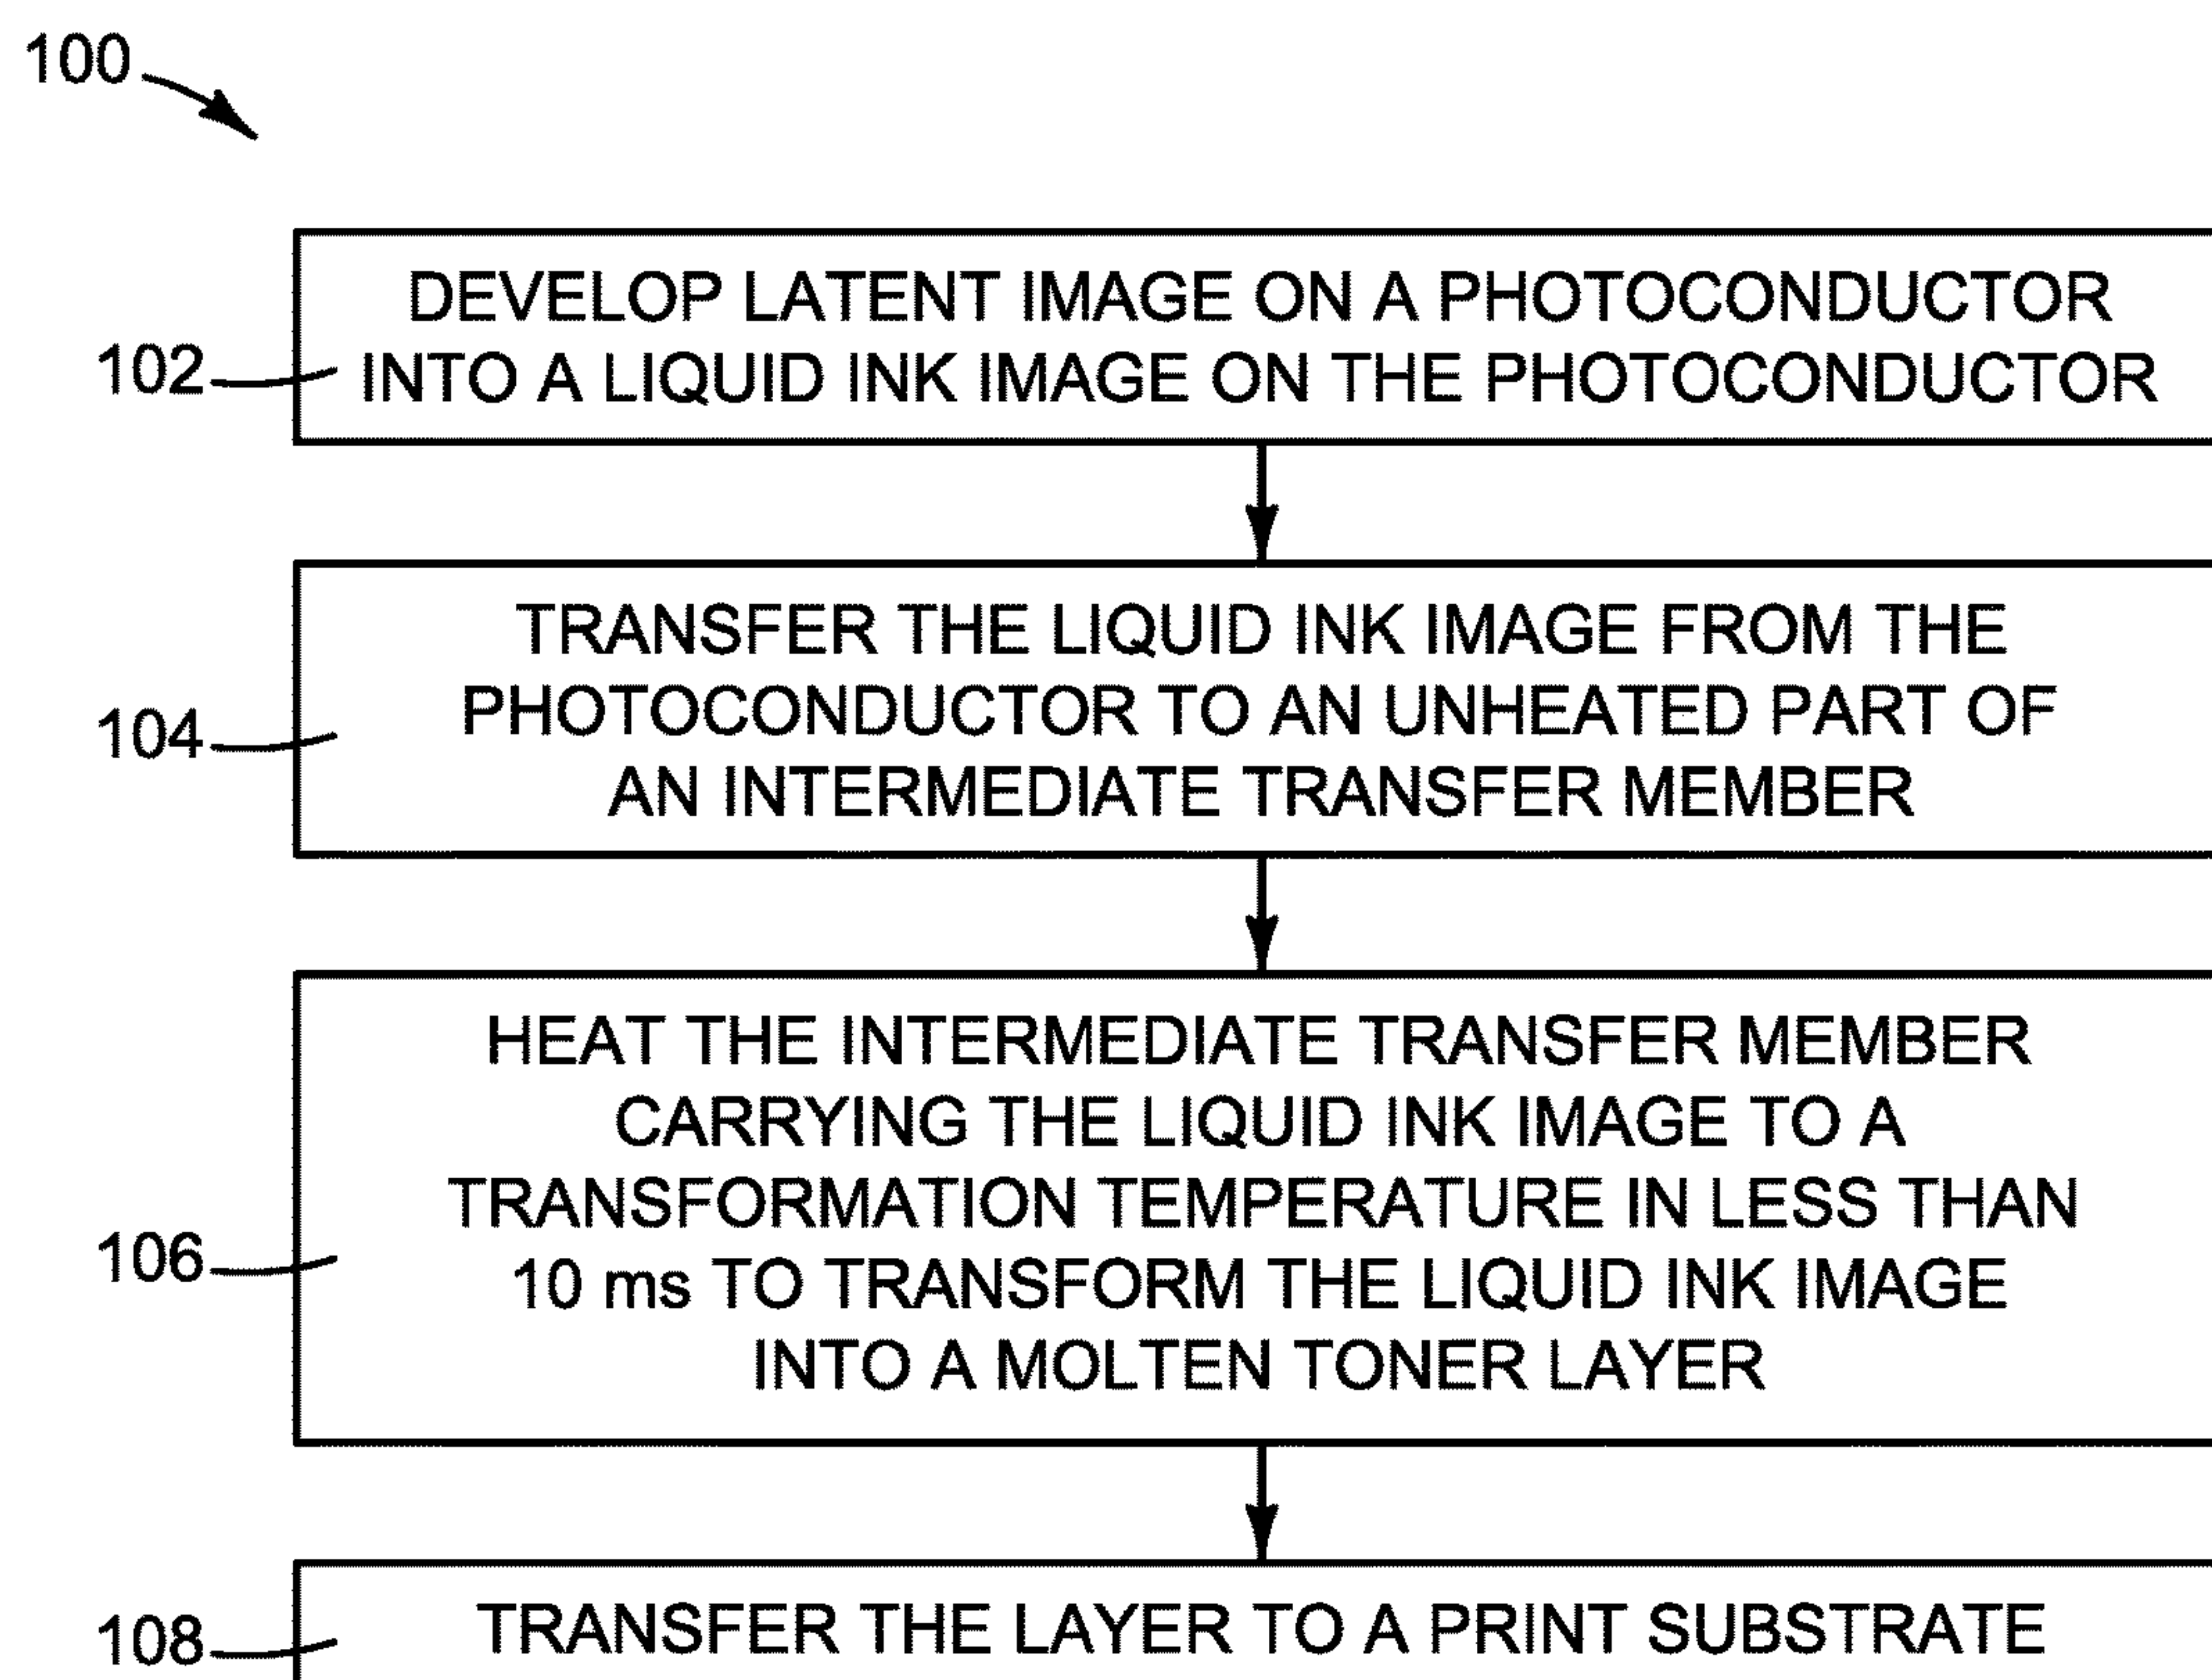 100
DEVELOP LATENT IMAGE ON A PHOTOCONDUCTOR
102
INTO A LIQUID INK IMAGE ON THE PHOTOCONDUCTOR
TRANSFER THE LIQUID INK IMAGE FROM THE
PHOTOCONDUCTOR TO AN UNHEATED PART OF
104
AN INTERMEDIATE TRANSFER MEMBER
HEAT THE INTERMEDIATE TRANSFER MEMBER
CARRYING THE LIQUID INK IMAGE TO A
TRANSFORMATION TEMPERATURE IN LESS THAN
106
10 ms TO TRANSFORM THE LIQUID INK IMAGE
INTO A MOLTEN TONER LAYER
108
TRANSFER THE LAYER TO A PRINT SUBSTRATE